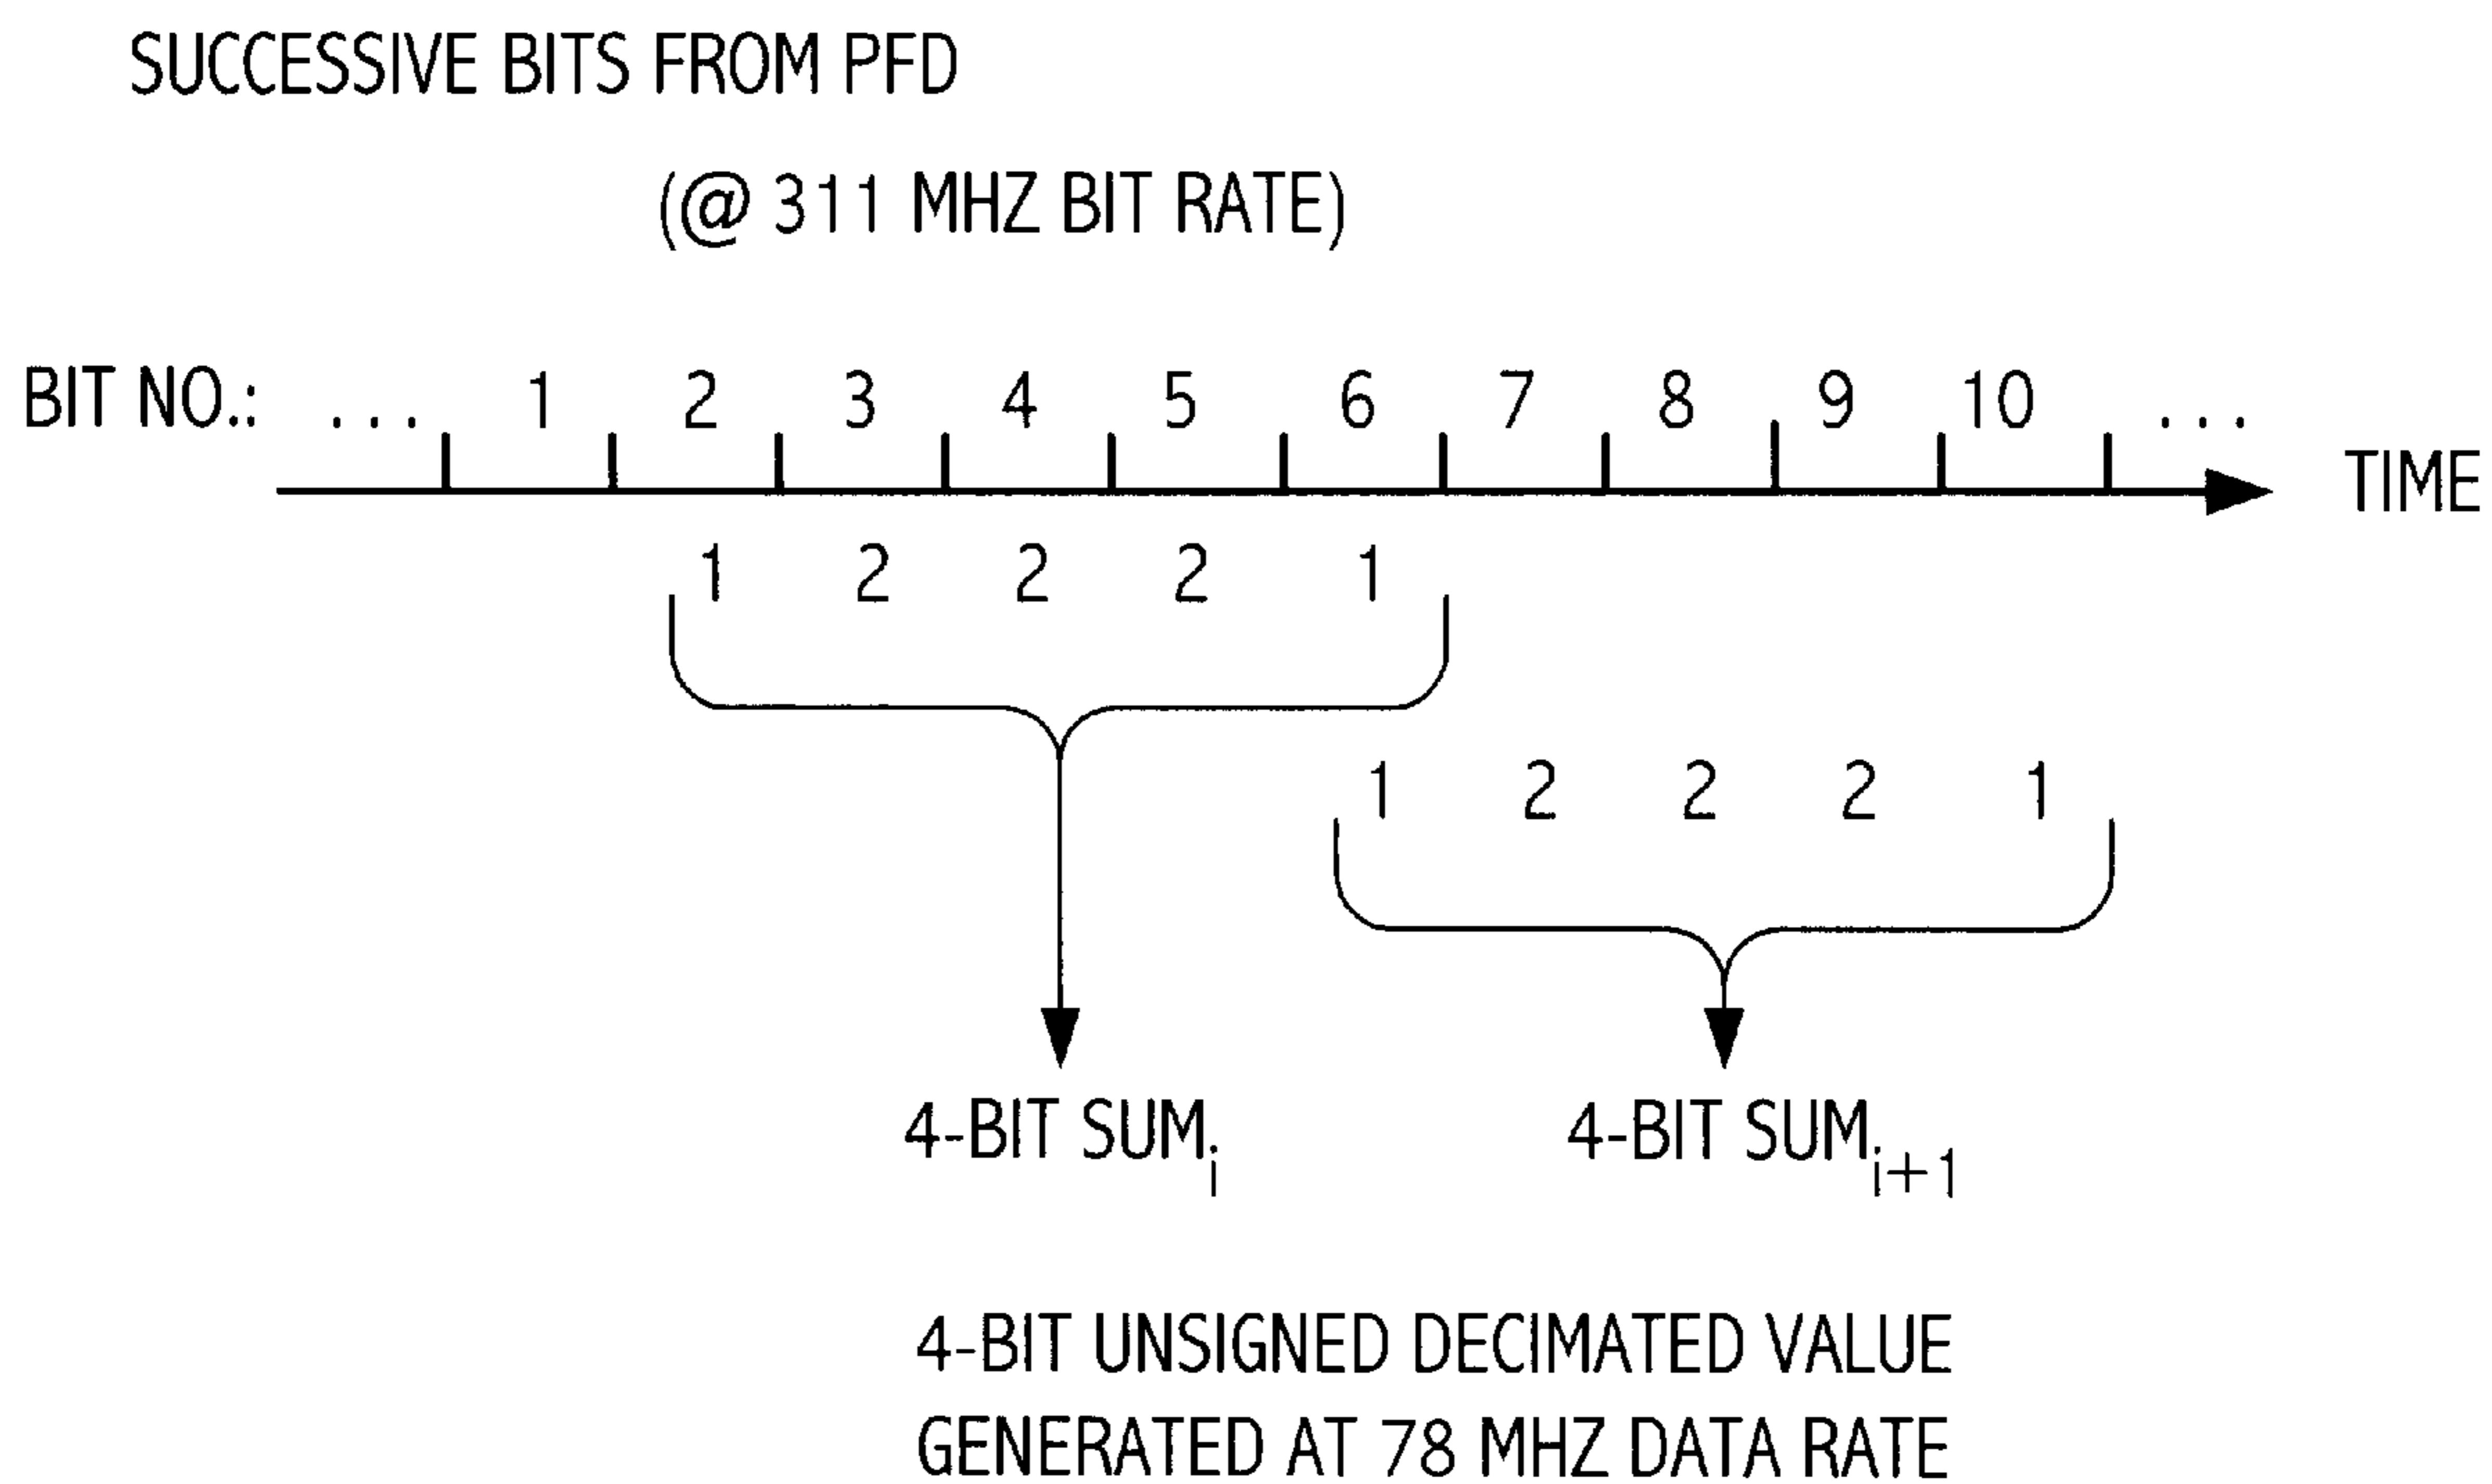 SUCCESSIVE BITS FROM PFD
(@ 311 MHZ BIT RATE)
BIT NO.: ... 1 2 3 4 5 6 7 8 9 10 ...
TIME
1 2 2 2 1
1 2 2 2 1
4-BIT SUMi 4-BIT SUMi+1
4-BIT UNSIGNED DECIMATED VALUE
GENERATED AT 78 MHZ DATA RATE